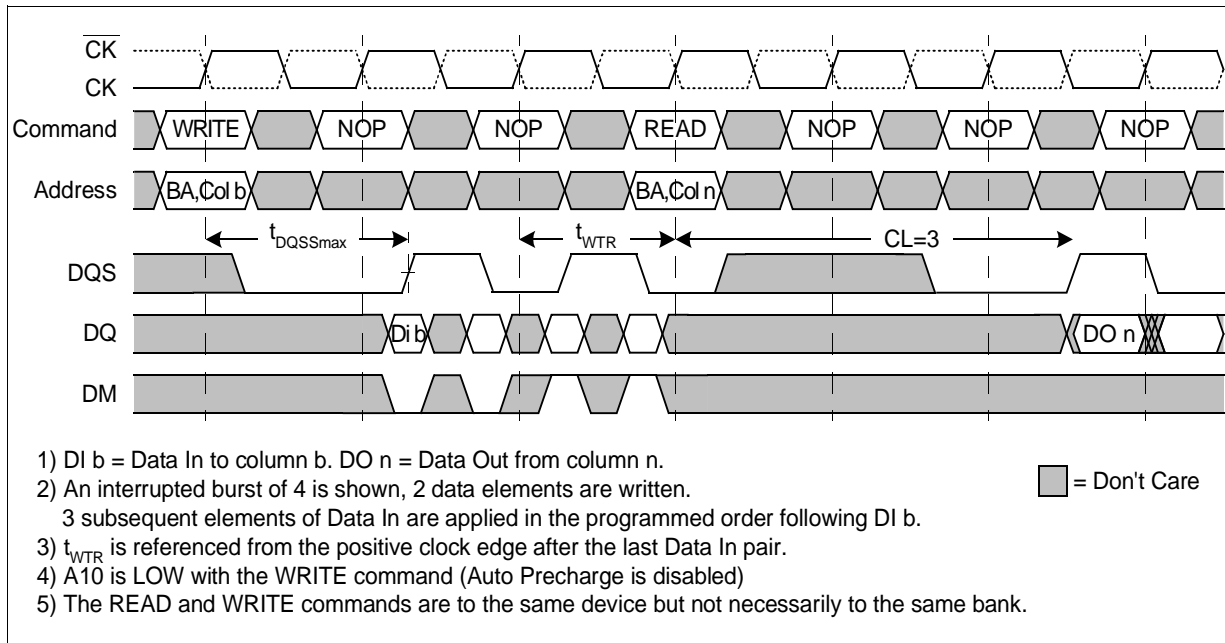 CK
CK
Command WRITE NOP NOP READ NOP NOP NOP
Address BA,Col b BA,Col n
tDQSSmax tWTR CL=3
DQS
DQ Di b DO n
DM
1) DI b = Data In to column b. DO n = Data Out from column n.
2) An interrupted burst of 4 is shown, 2 data elements are written.
= Don't Care
3 subsequent elements of Data In are applied in the programmed order following DI b.
3) tWTR is referenced from the positive clock edge after the last Data In pair.
4) A10 is LOW with the WRITE command (Auto Precharge is disabled)
5) The READ and WRITE commands are to the same device but not necessarily to the same bank.